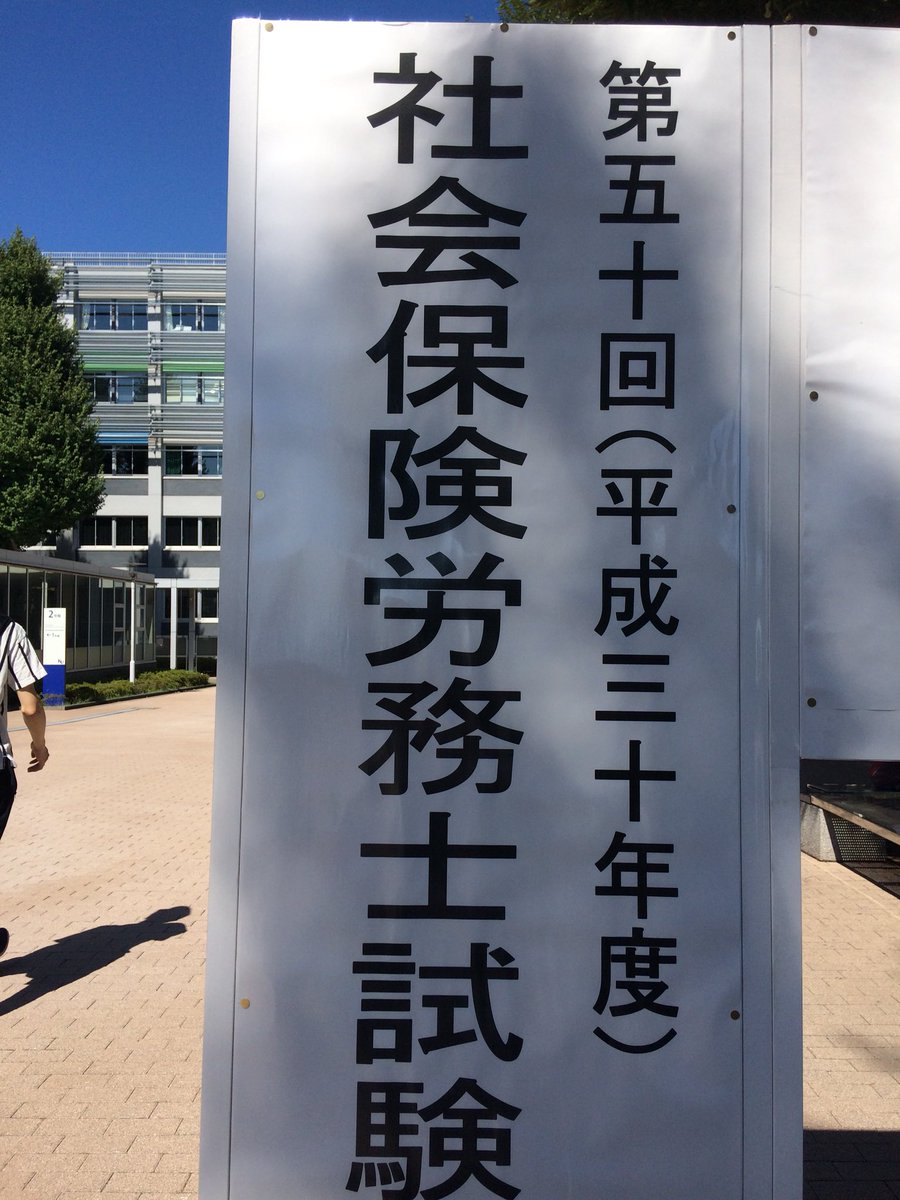 第五十回（平成三十年度）
社会保険労務士試験
2